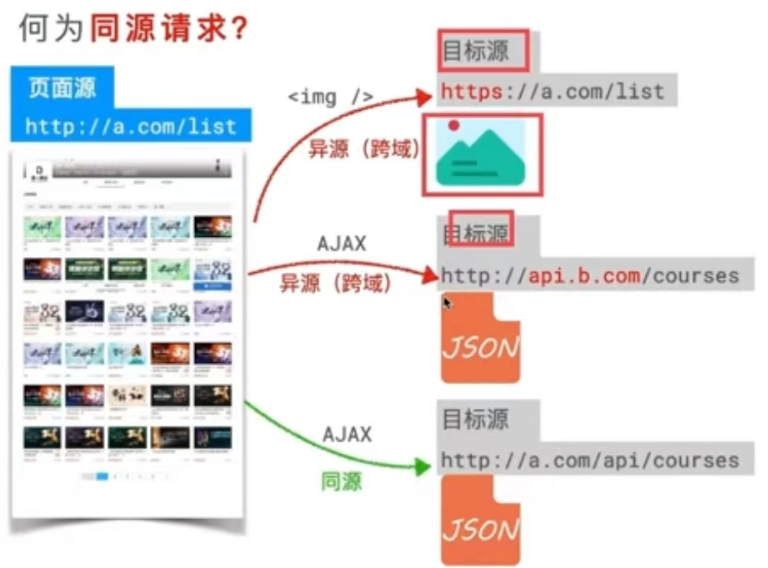 何为同源请求?
页面源
http://a.com/list
<img />
异源（跨域）
目标源
https://a.com/list
AJAX
异源（跨域）
目标源
http://api.b.com/courses
JSON
AJAX
同源
目标源
http://a.com/api/courses
JSON